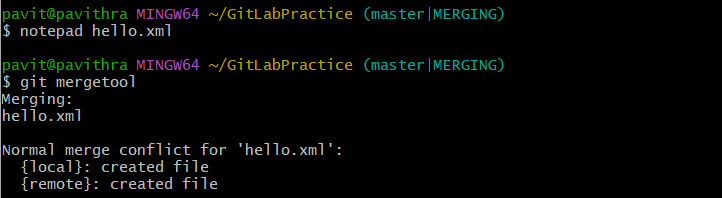 pavit@pavithra MINGW64 ~/GitLabPractice (master|MERGING)
$ notepad hello.xml
pavit@pavithra MINGW64 ~/GitLabPractice (master|MERGING)
$ git mergetool
Merging:
hello.xml
Normal merge conflict for 'hello.xml':
{local}: created file
{remote}: created file